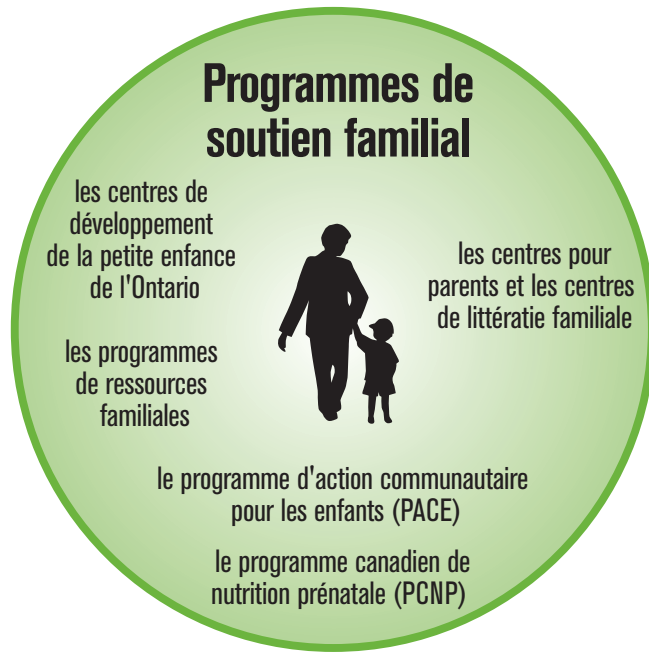 Programmes de
soutien familial
les centres de
développement
de la petite enfance
de l'Ontario
les centres pour
parents et les centres
de littératie familiale
les programmes
de ressources
familiales
le programme d'action communautaire
pour les enfants (PACE)
le programme canadien de
nutrition prénatale (PCNP)